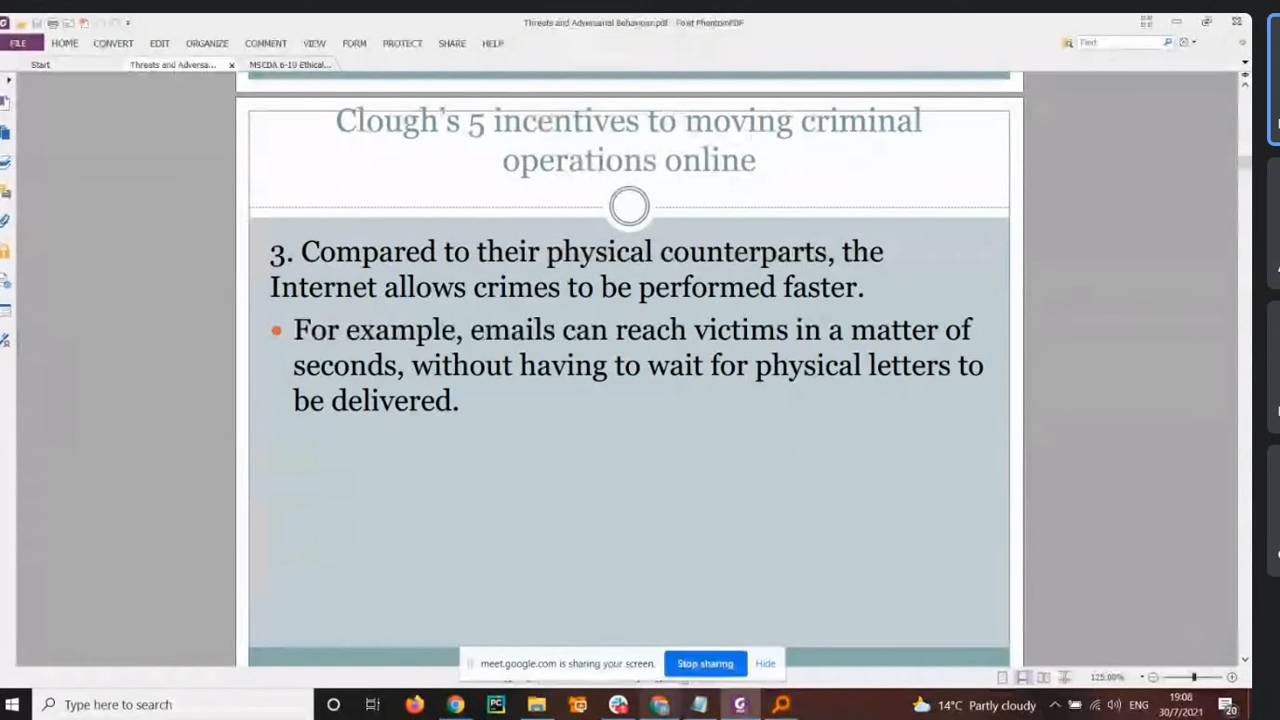 Threats and Adversarial Behaviour.pdf - Foxit PhantomPDF
FILE HOME CONVERT EDIT ORGANIZE COMMENT VIEW FORM PROTECT SHARE HELP
Find
Start Threats and Adversa... MSCDA 6-10 Ethical...
Clough's 5 incentives to moving criminal
operations online
3. Compared to their physical counterparts, the
Internet allows crimes to be performed faster.
• For example, emails can reach victims in a matter of
seconds, without having to wait for physical letters to
be delivered.
meet.google.com is sharing your screen. Stop sharing Hide
125.00%
Type here to search
PC
14°C Partly cloudy
ENG
19:08
30/7/2021
20